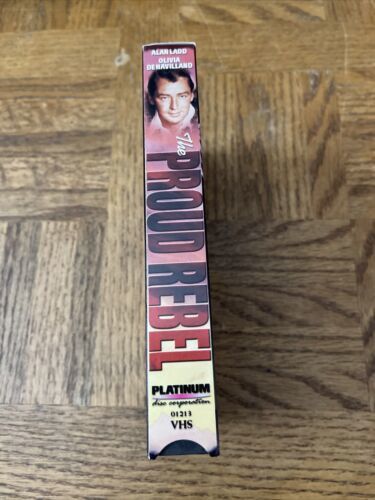 ALAN LADD
OLIVIA
DE HAVILLAND
The
PROUD REBEL
PLATINUM
disc corporation
01213
VHS